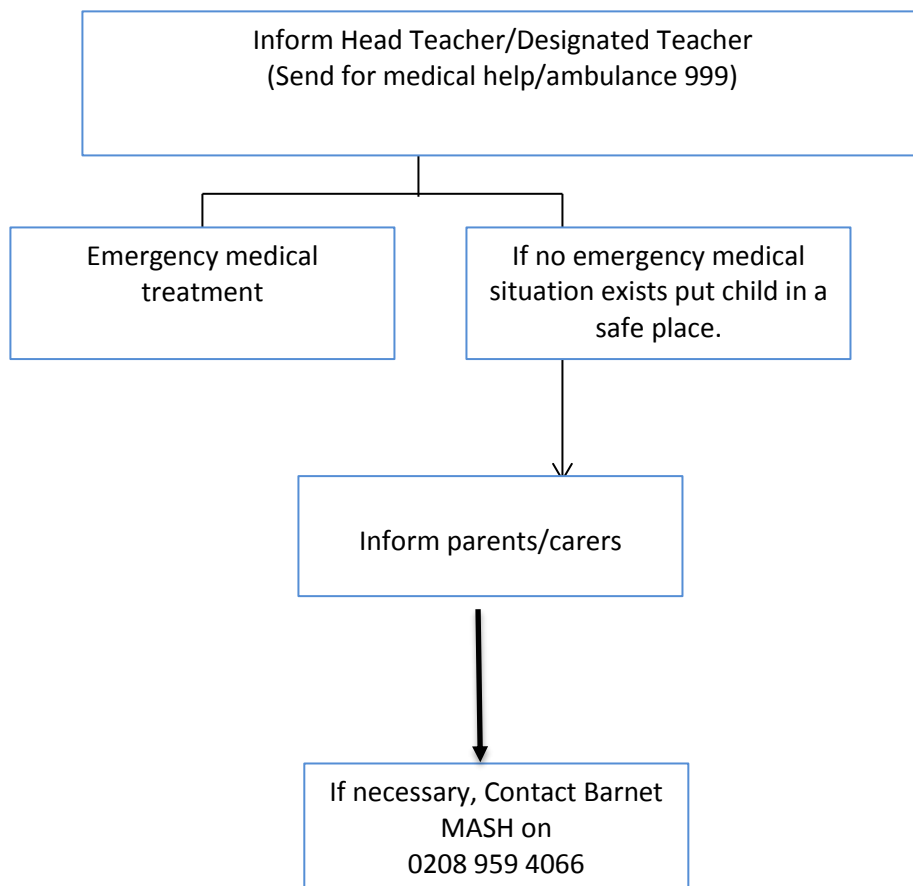 Inform Head Teacher/Designated Teacher
(Send for medical help/ambulance 999)
Emergency medical
treatment
If no emergency medical
situation exists put child in a
safe place.
Inform parents/carers
If necessary, Contact Barnet
MASH on
0208 959 4066